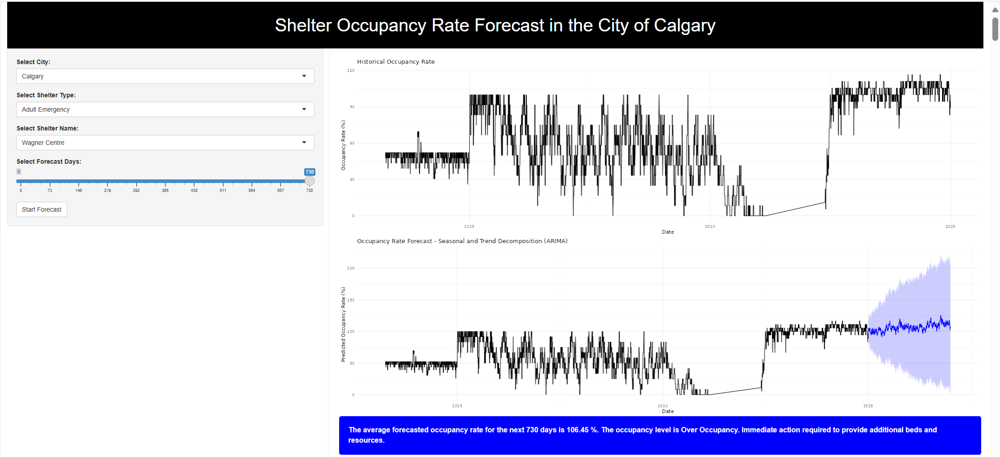 Shelter Occupancy Rate Forecast in the City of Calgary
Select City:
Calgary
Select Shelter Type:
Adult Emergency
Select Shelter Name:
Wagner Centre
Select Forecast Days:
0
730
0 73 146 219 292 365 438 511 584 657 730
Start Forecast
Historical Occupancy Rate
120
90
60
30
0
Occupancy Rate (%)
2015 2020 2025
Date
Occupancy Rate Forecast - Seasonal and Trend Decomposition (ARIMA)
200
150
100
50
0
Predicted Occupancy Rate (%)
2015 2020 2025
Date
The average forecasted occupancy rate for the next 730 days is 106.45 %. The occupancy level is Over Occupancy. Immediate action required to provide additional beds and
resources.